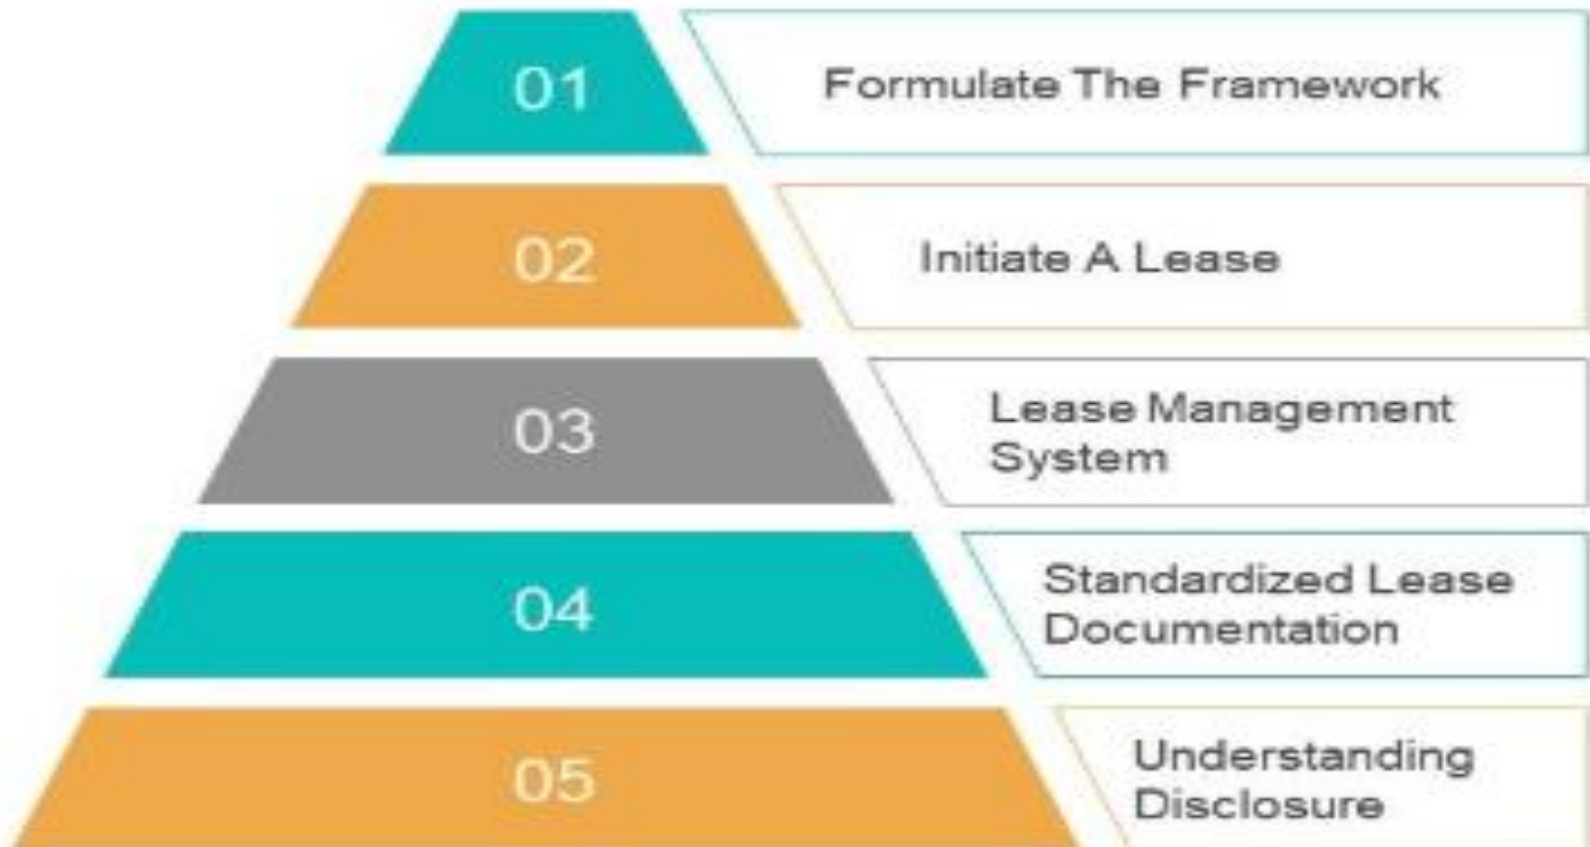 01
Formulate The Framework
02
Initiate A Lease
03
Lease Management
System
04
Standardized Lease
Documentation
05
Understanding
Disclosure